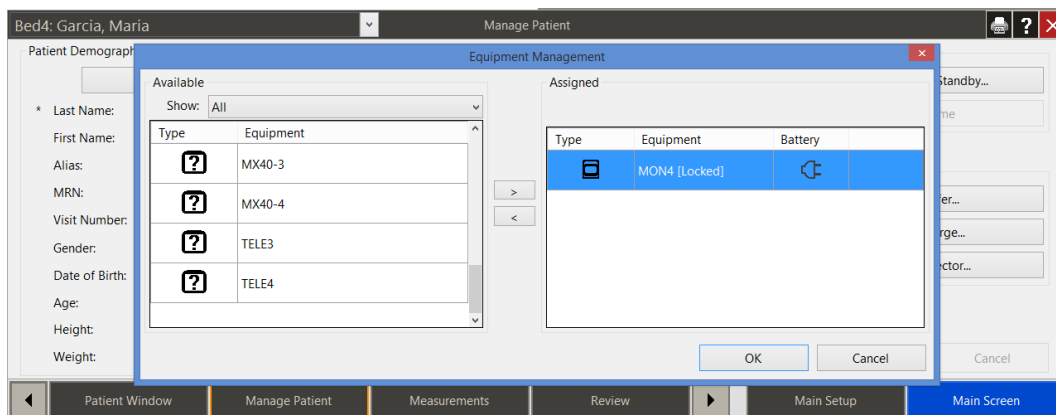 Bed4: Garcia, Maria
Manage Patient
?
Patient Demograph
Equipment Management
Available
Show: All
Type Equipment
? MX40-3
? MX40-4
? TELE3
? TELE4
>
<
Assigned
Type Equipment Battery
MON4 [Locked]
OK Cancel
* Last Name:
First Name:
Alias:
MRN:
Visit Number:
Gender:
Date of Birth:
Age:
Height:
Weight:
Standby...
me
fer...
rge...
ector...
Cancel
Patient Window Manage Patient Measurements Review Main Setup Main Screen